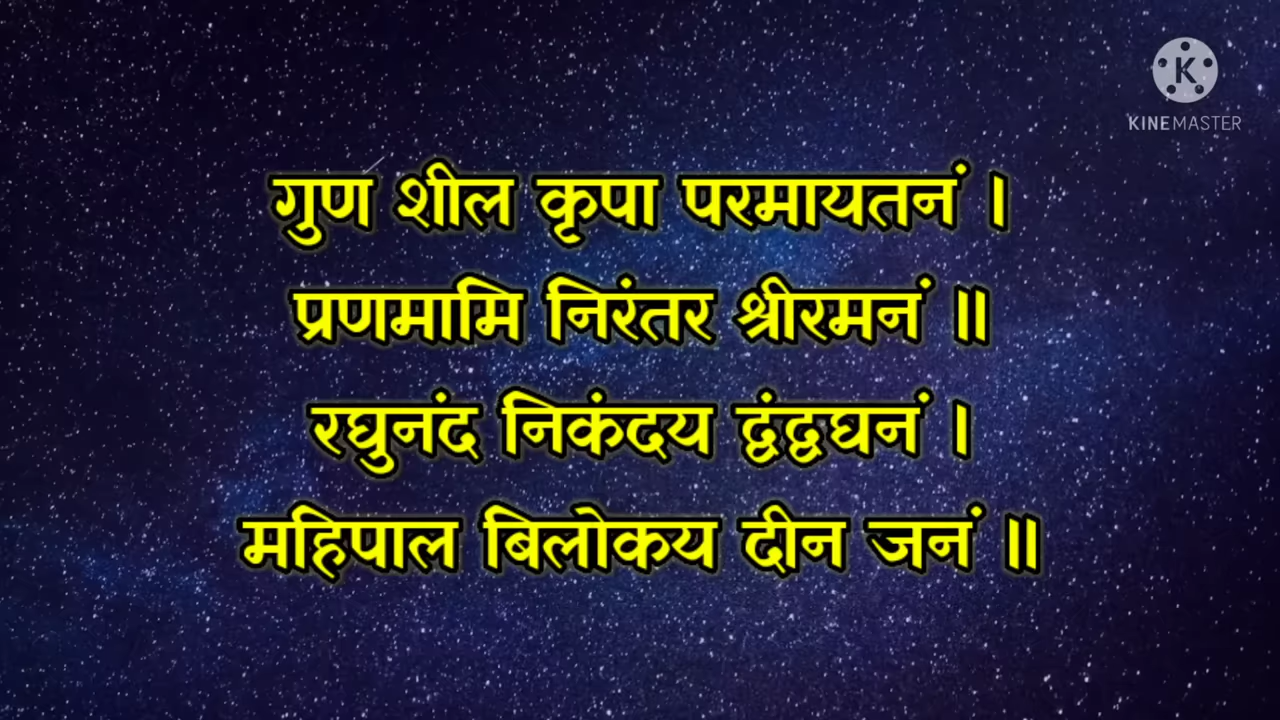 KINEMASTER
गुण शील कृपा परमायतनं ।
प्रणमामि निरंतर श्रीरमनं ॥
रघुनंद निकंदय द्वंद्वघनं ।
महिपाल बिलोकय दीन जनं ॥